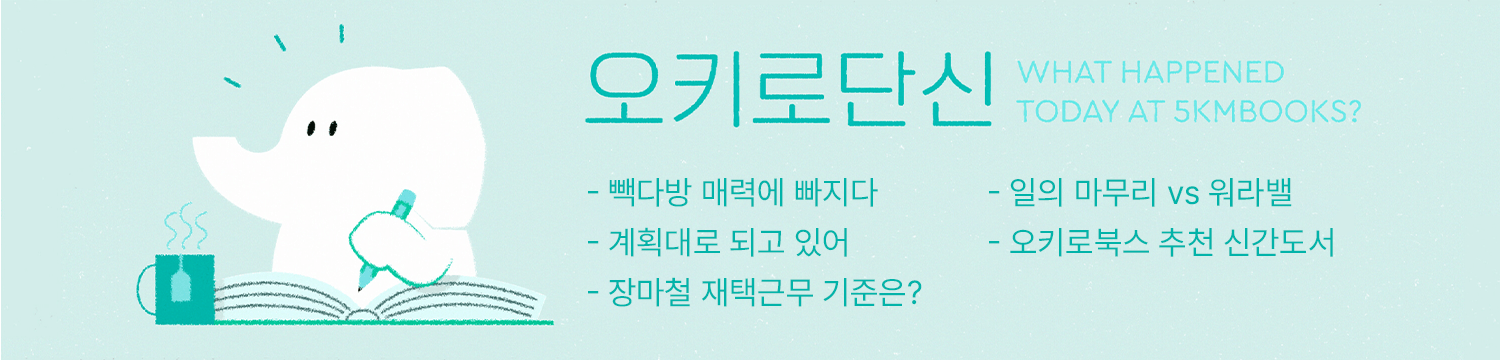 오키로단신
WHAT HAPPENED
TODAY AT 5KMBOOKS?
- 빽다방 매력에 빠지다
- 계획대로 되고 있어
- 장마철 재택근무 기준은?
- 일의 마무리 vs 워라밸
- 오키로북스 추천 신간도서